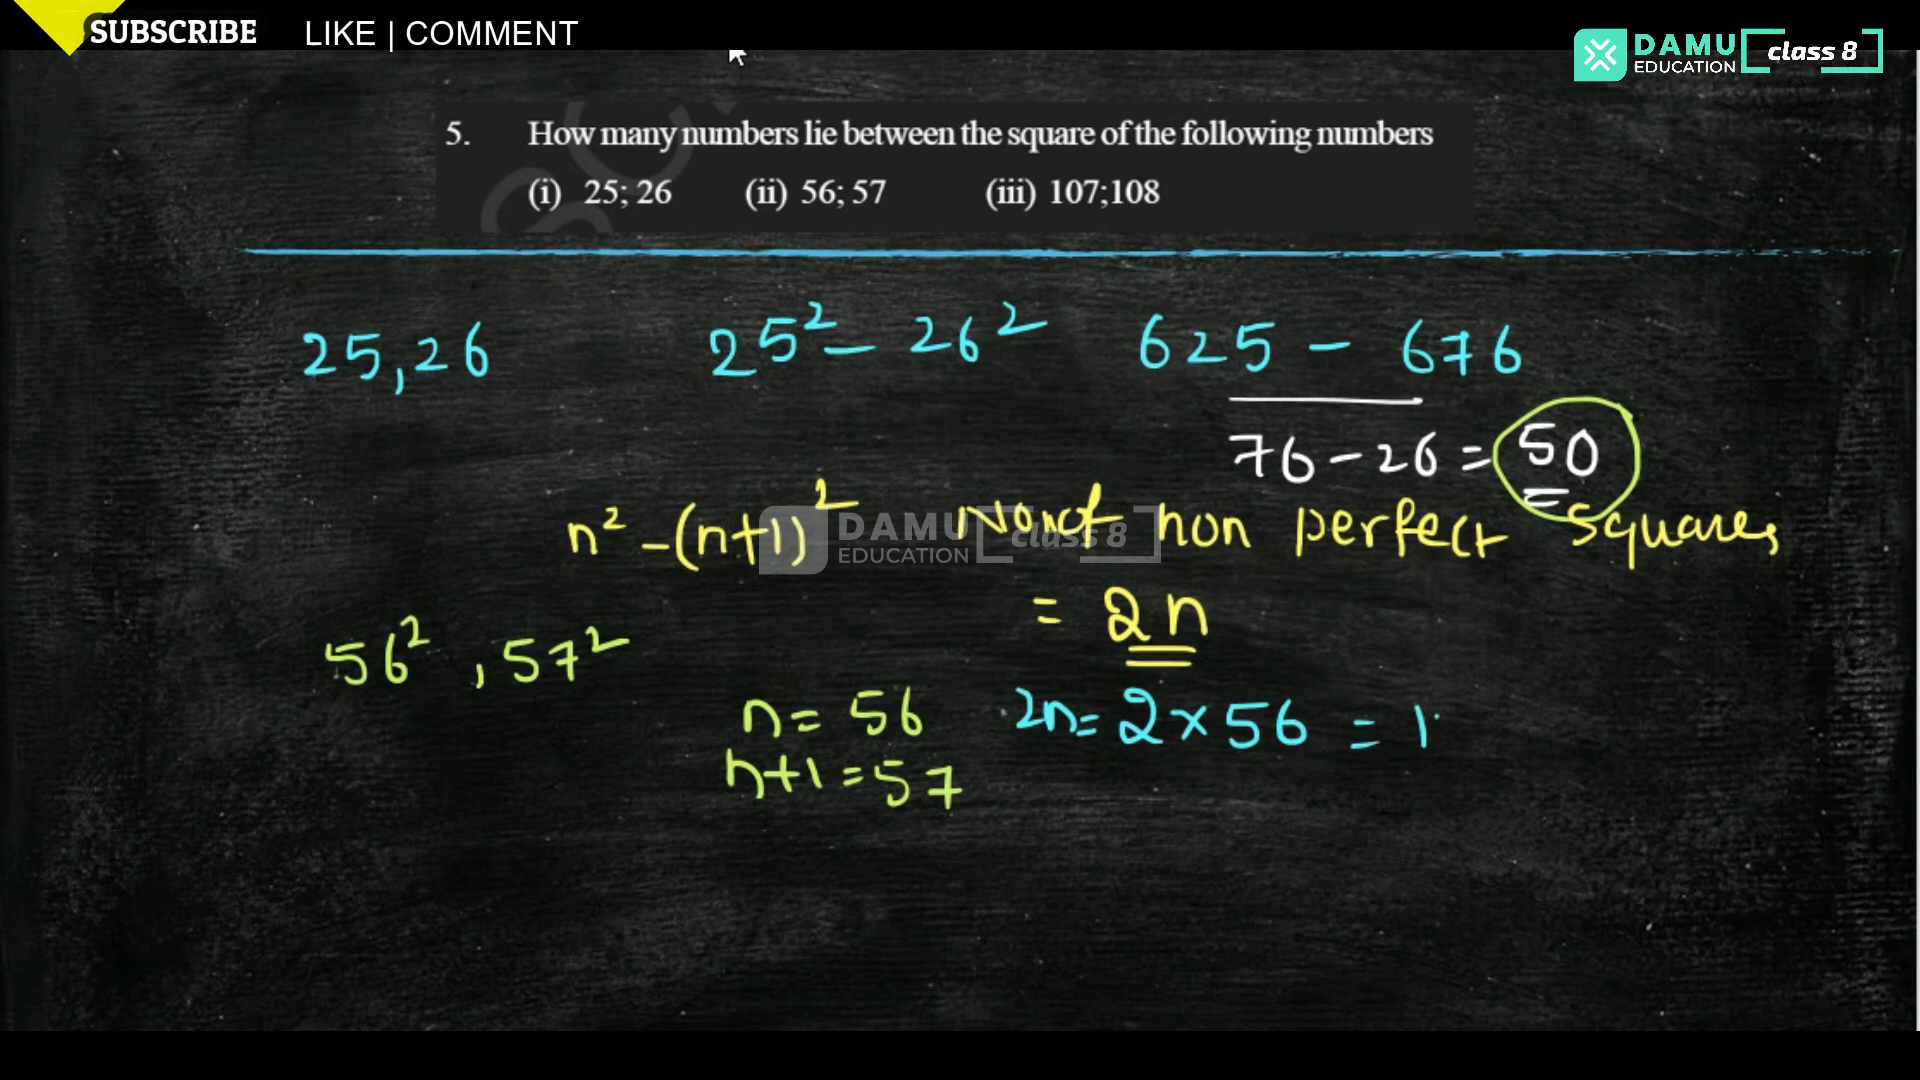 SUBSCRIBE LIKE | COMMENT
DAMU EDUCATION class 8
5. How many numbers lie between the square of the following numbers
(i) 25; 26 (ii) 56; 57 (iii) 107;108
25,26 25² - 26² 625 - 676
76 - 26 = 50
n² - (n+1)² No of non perfect squares
DAMU EDUCATION class 8
= 2n
56² , 57²
n = 56 2n = 2 × 56 = 1
n+1 = 57